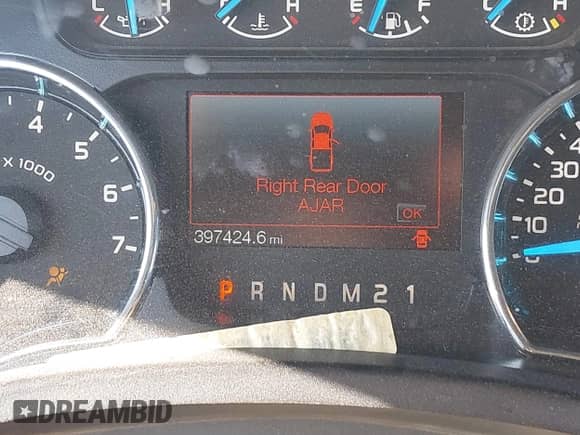 L H C H E F C H
4
5
6
7
X 1000
Right Rear Door
AJAR
OK
397424.6 mi
P R N D M 2 1
30
20
10
0
DREAMBID